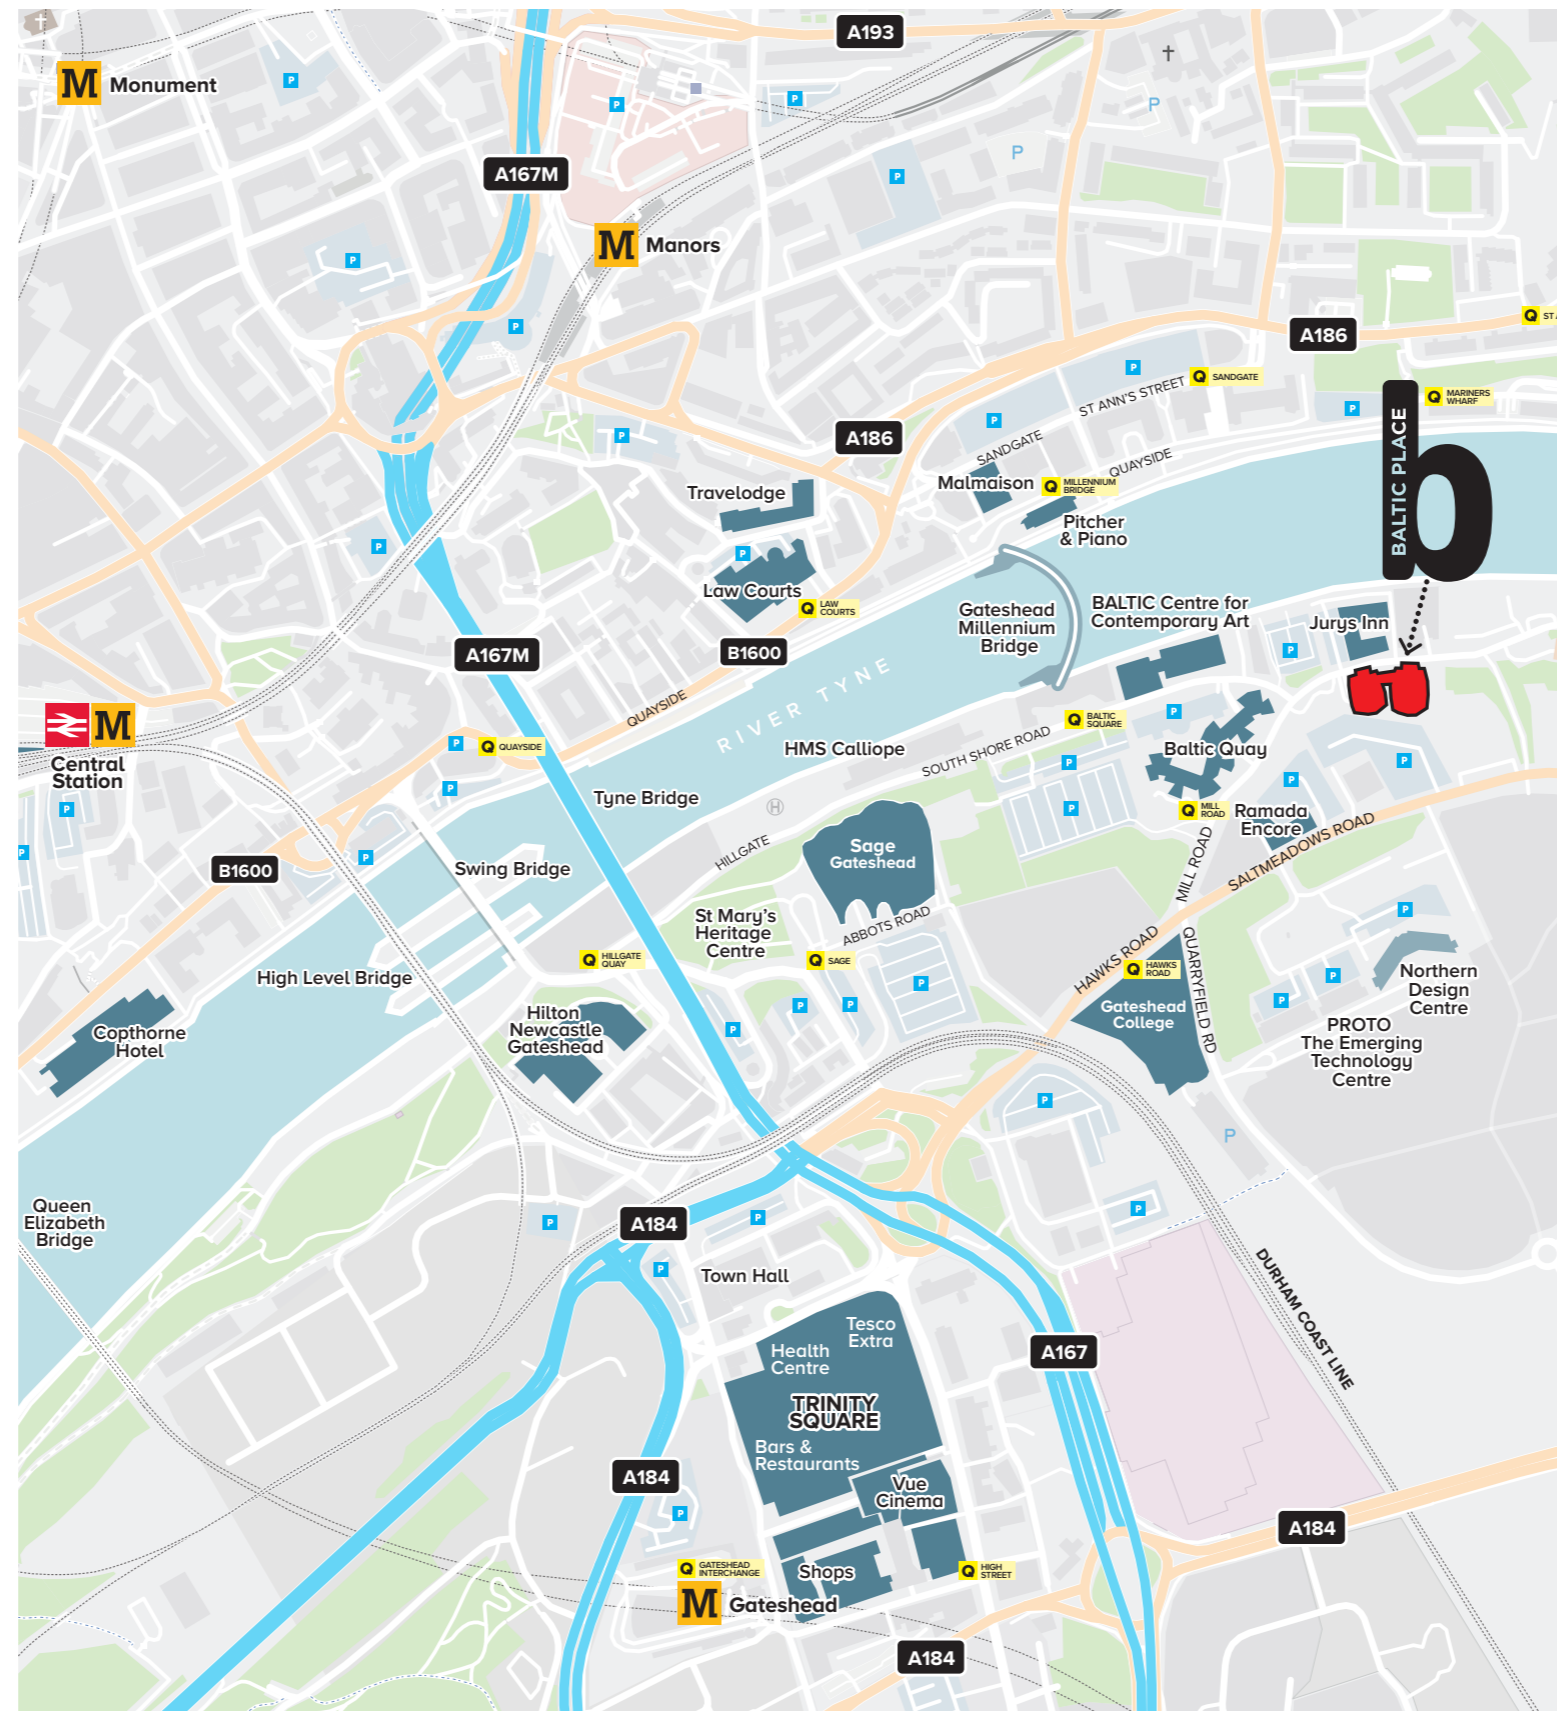 A193
M Monument
P
P
P
P
P
A167M
P
M Manors
P
P
A186
Q ST
P
Q SANDGATE
ST ANN'S STREET
Q MARINERS
WHARF
P
P
P
A186
SANDGATE
QUAYSIDE
BALTIC PLACE
b
Malmaison
Q MILLENNIUM
BRIDGE
Travelodge
Pitcher
& Piano
P
P
Law Courts
Q LAW
COURTS
Gateshead
Millennium
Bridge
BALTIC Centre for
Contemporary Art
Jurys Inn
P
A167M
B1600
QUAYSIDE
RIVER TYNE
M
Central
Station
P
Q QUAYSIDE
HMS Calliope
SOUTH SHORE ROAD
Q BALTIC
SQUARE
P
Baltic Quay
P
P
P
P
P
Tyne Bridge
H
P
Q MILL
ROAD
Ramada
Encore
SALTMEADOWS ROAD
P
P
B1600
Swing Bridge
HILLGATE
Sage
Gateshead
MILL ROAD
St Mary's
Heritage
Centre
ABBOTS ROAD
P
High Level Bridge
Q HILLGATE
QUAY
Q SAGE
HAWKS ROAD
Q HAWKS
ROAD
QUARRYFIELD RD
P
P
P
P
P
Northern
Design
Centre
Copthorne
Hotel
Hilton
Newcastle
Gateshead
P
Gateshead
College
PROTO
The Emerging
Technology
Centre
P
P
Queen
Elizabeth
Bridge
P
A184
P
P
P
Town Hall
DURHAM COAST LINE
Tesco
Extra
Health
Centre
A167
TRINITY
SQUARE
Bars &
Restaurants
A184
Vue
Cinema
P
A184
Q GATESHEAD
INTERCHANGE
Shops
Q HIGH
STREET
M Gateshead
A184